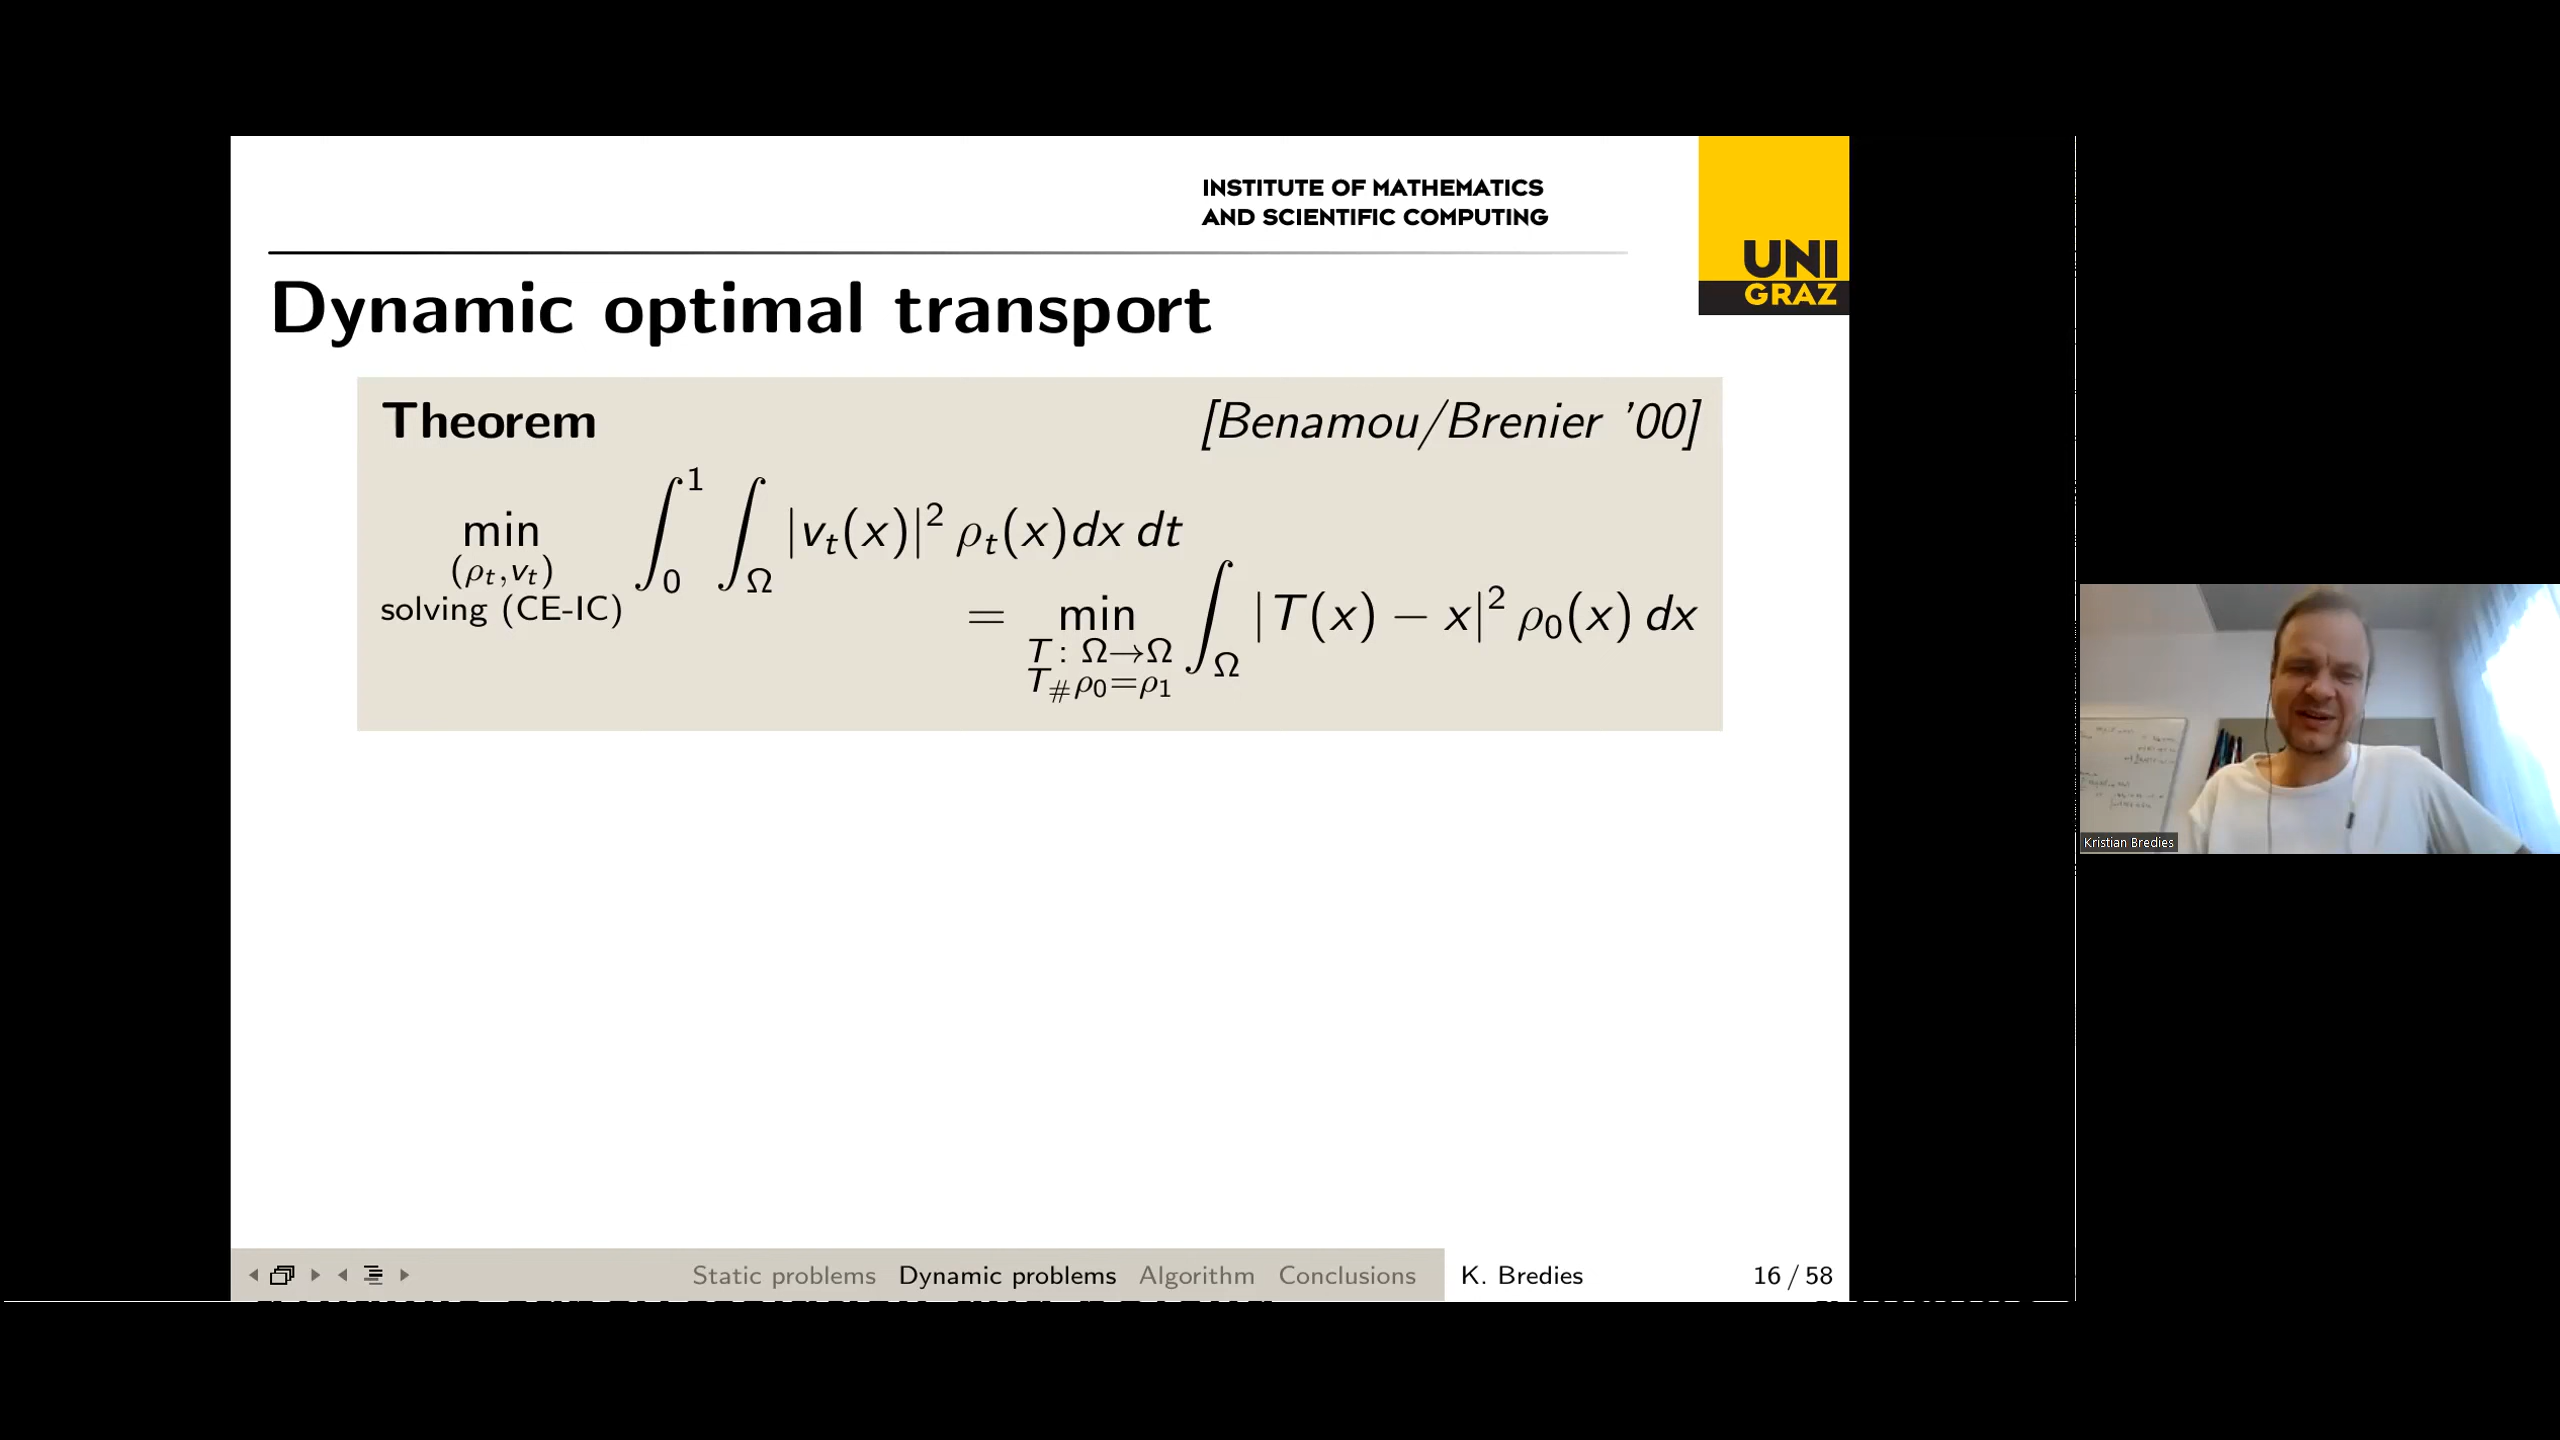 INSTITUTE OF MATHEMATICS
AND SCIENTIFIC COMPUTING
UNI
GRAZ
Dynamic optimal transport
Theorem [Benamou/Brenier '00]
min_{(ρ_t,v_t) solving (CE-IC)} ∫_0^1 ∫_Ω |v_t(x)|² ρ_t(x)dx dt
= min_{T: Ω→Ω T_#ρ_0=ρ_1} ∫_Ω |T(x) − x|² ρ_0(x) dx
Kristian Bredies
Static problems Dynamic problems Algorithm Conclusions K. Bredies 16 / 58